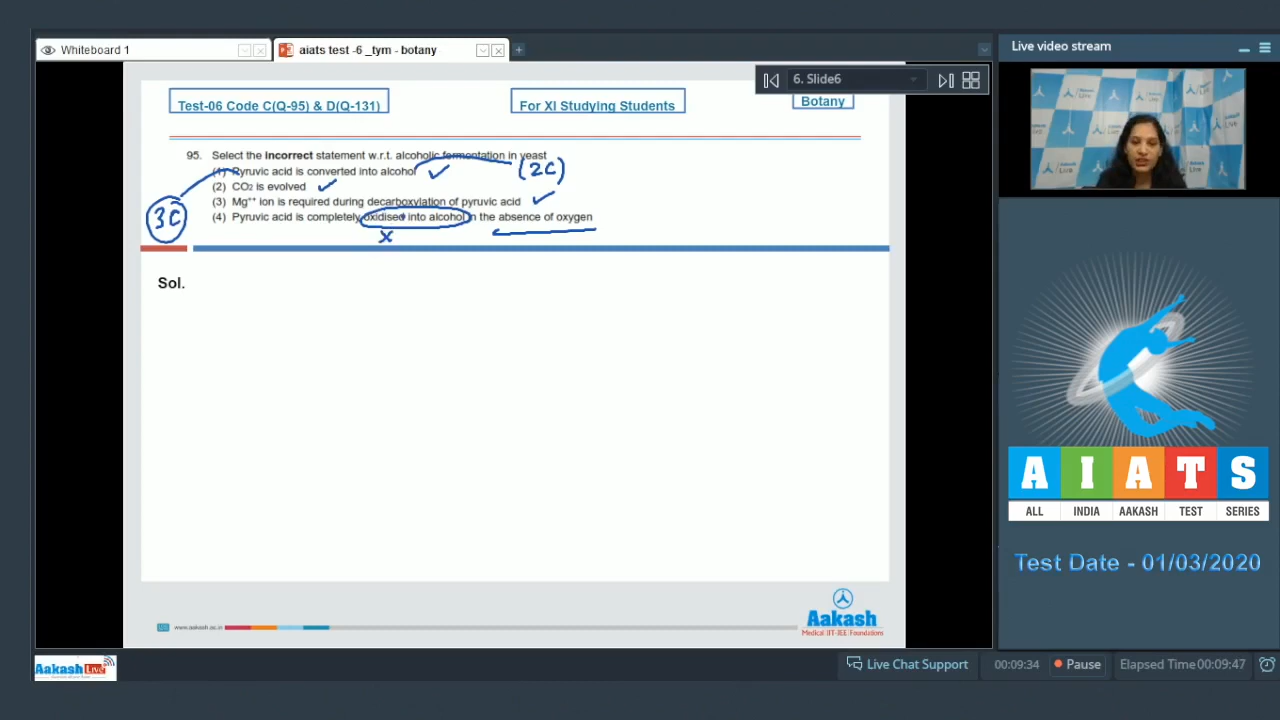 Whiteboard 1
aiats test -6 _tym - botany
Live video stream
6. Slide6
Test-06 Code C(Q-95) & D(Q-131)
For XI Studying Students
Botany
95. Select the incorrect statement w.r.t. alcoholic fermentation in yeast
(1) Pyruvic acid is converted into alcohol
(2C)
(2) CO2 is evolved
(3) Mg++ ion is required during decarboxylation of pyruvic acid
3C
(4) Pyruvic acid is completely oxidised into alcohol in the absence of oxygen
x
Sol.
A I A T S
ALL INDIA AAKASH TEST SERIES
Test Date - 01/03/2020
www.aakash.ac.in
Aakash
Medical|IIT-JEE|Foundations
Aakash Live
Live Chat Support
00:09:34
Pause
Elapsed Time 00:09:47